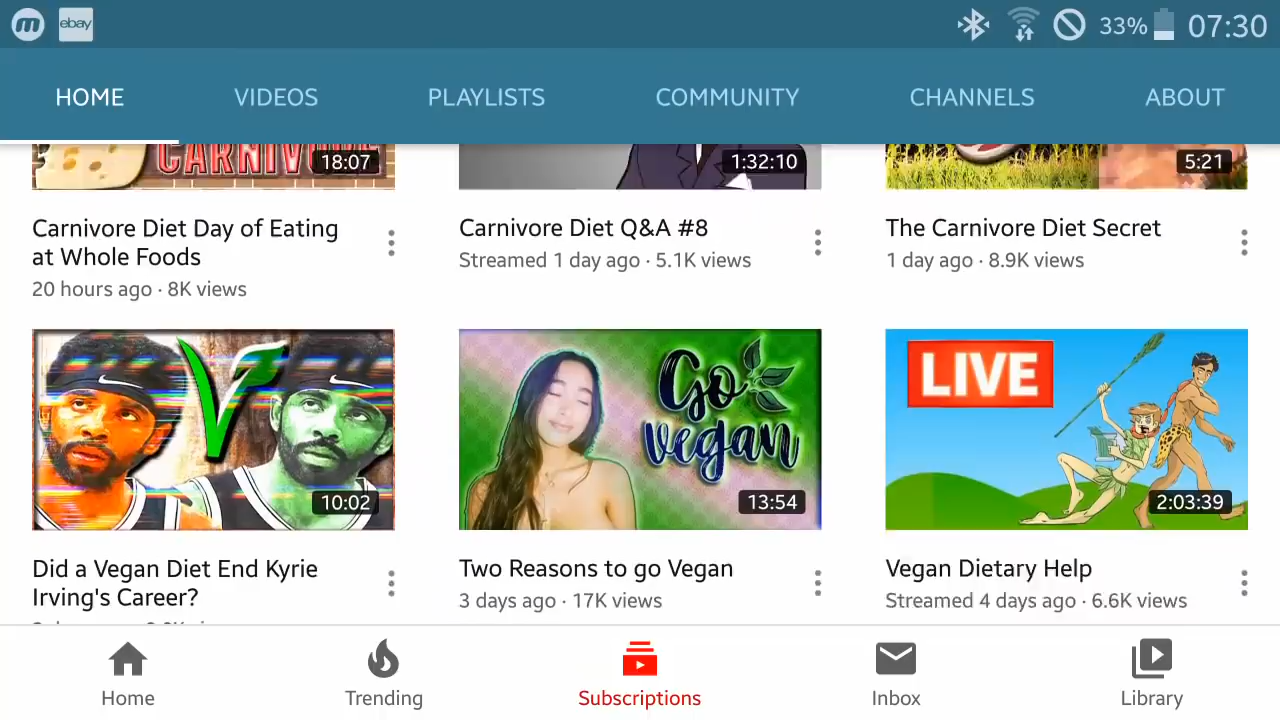 m ebay 33% 07:30
HOME VIDEOS PLAYLISTS COMMUNITY CHANNELS ABOUT
CARNIVORE 18:07 1:32:10 5:21
Carnivore Diet Day of Eating
at Whole Foods
20 hours ago · 8K views
Carnivore Diet Q&A #8
Streamed 1 day ago · 5.1K views
The Carnivore Diet Secret
1 day ago · 8.9K views
V
10:02
Go
vegan
13:54
LIVE
2:03:39
Did a Vegan Diet End Kyrie
Irving's Career?
Two Reasons to go Vegan
3 days ago · 17K views
Vegan Dietary Help
Streamed 4 days ago · 6.6K views
Home Trending Subscriptions Inbox Library